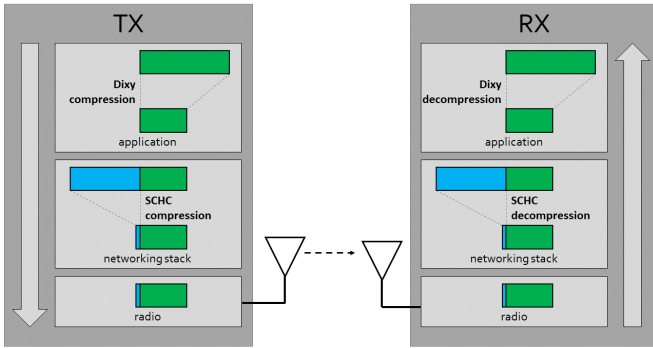 TX
Dixy
compression
application
SCHC
compression
networking stack
radio
RX
Dixy
decompression
application
SCHC
decompression
networking stack
radio